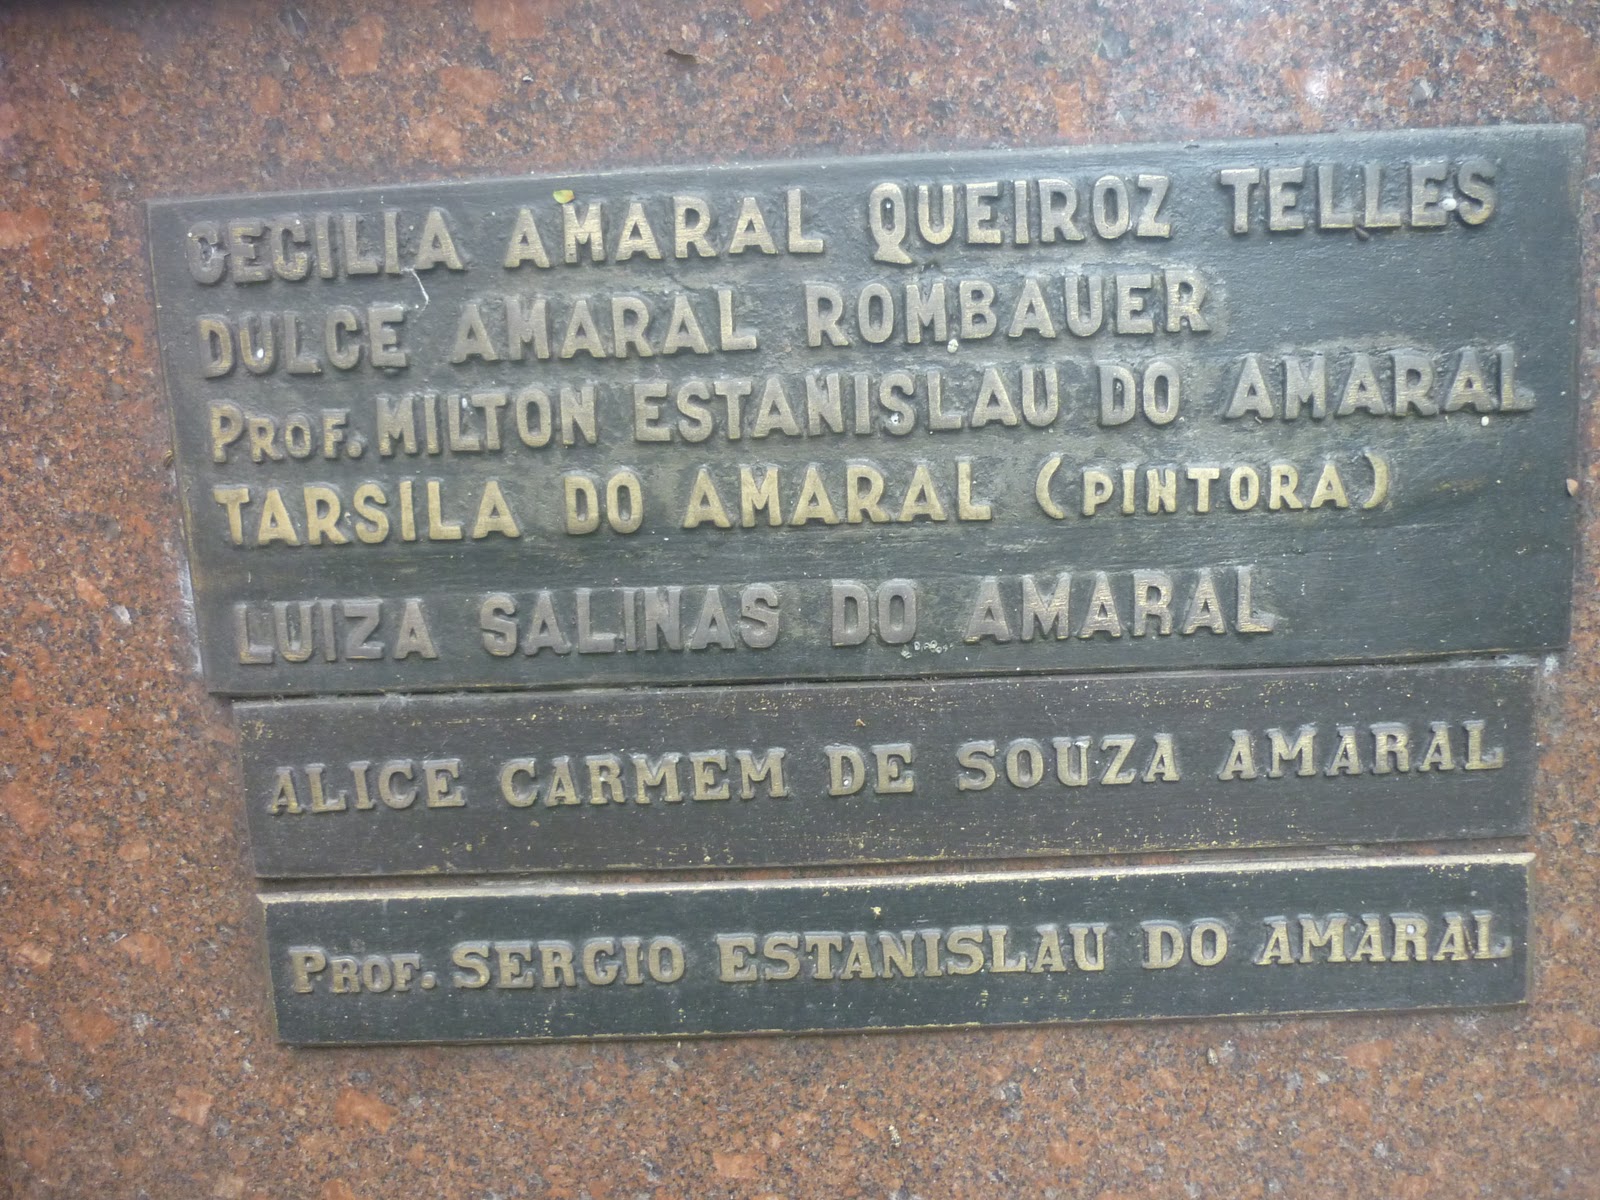 CECILIA AMARAL QUEIROZ TELLES
DULCE AMARAL ROMBAUER
PROF. MILTON ESTANISLAU DO AMARAL
TARSILA DO AMARAL (PINTORA)
LUIZA SALINAS DO AMARAL
ALICE CARMEM DE SOUZA AMARAL
PROF. SERGIO ESTANISLAU DO AMARAL